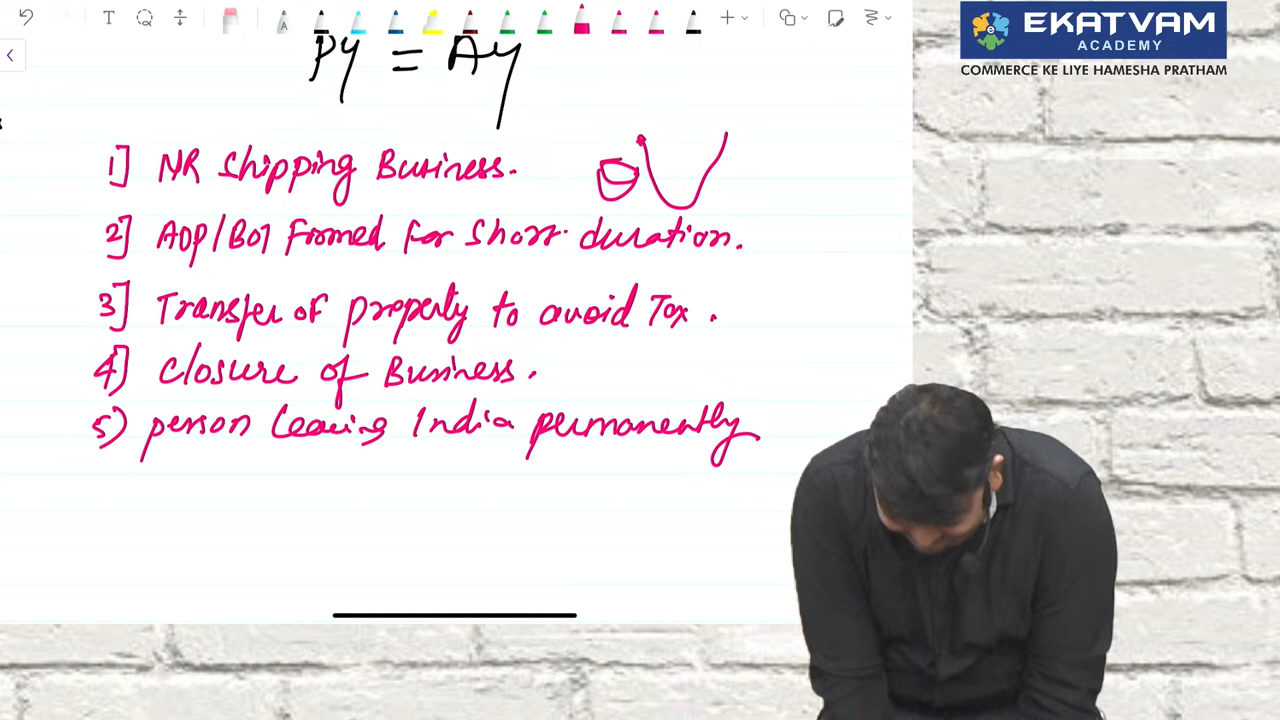 EKATVAM
ACADEMY
COMMERCE KE LIYE HAMESHA PRATHAM
PY = AY
1] NR Shipping Business.
2] AOP/BOI Formed for Short duration.
3] Transfer of property to avoid Tax.
4] Closure of Business.
5) person leaving India permanently